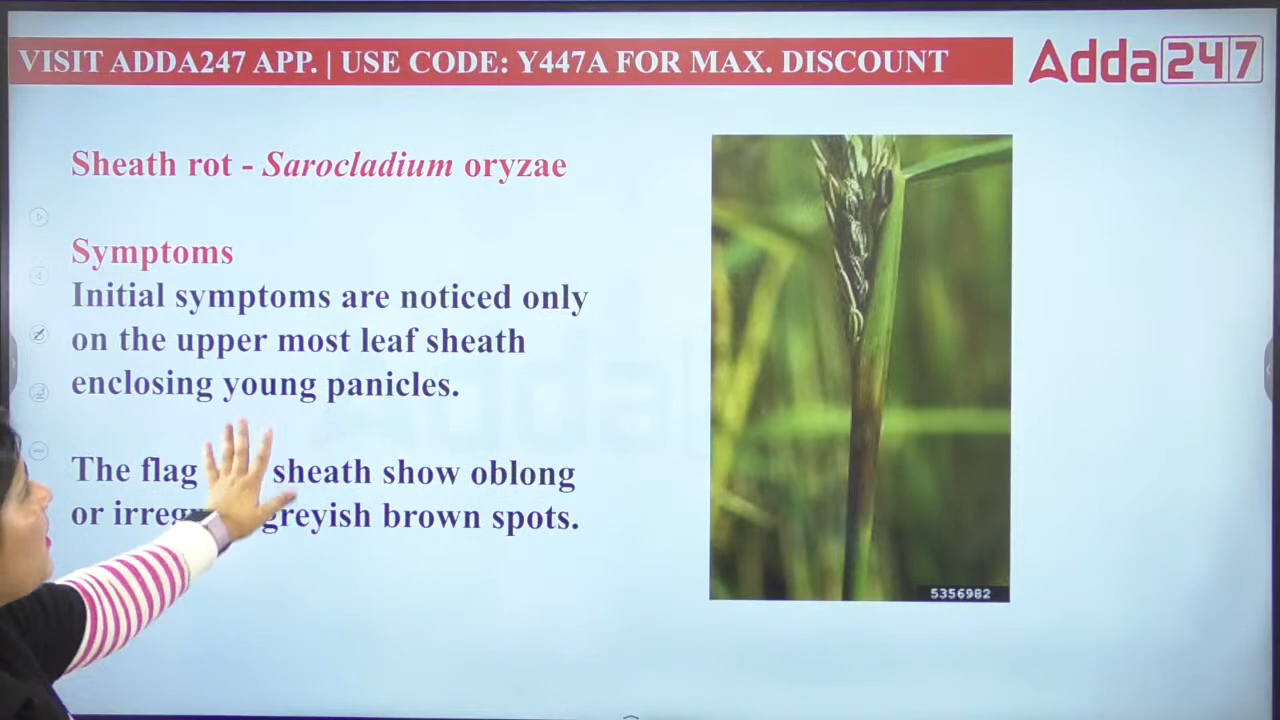 VISIT ADDA247 APP. | USE CODE: Y447A FOR MAX. DISCOUNT
Adda247
Sheath rot - Sarocladium oryzae
Symptoms
Initial symptoms are noticed only
on the upper most leaf sheath
enclosing young panicles.
The flag sheath show oblong
or greyish brown spots.
5356982